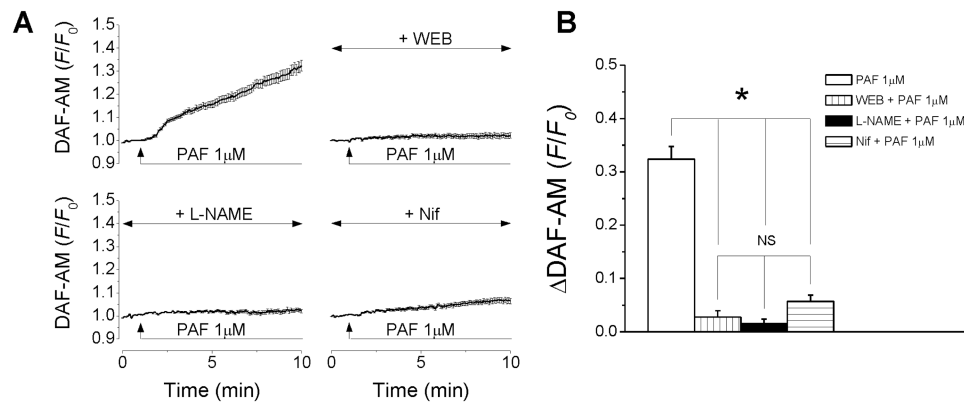 A
DAF-AM (F/F0)
1.5
1.4
1.3
1.2
1.1
1.0
0.9
PAF 1µM
+ WEB
PAF 1µM
DAF-AM (F/F0)
1.5
1.4
1.3
1.2
1.1
1.0
0.9
+ L-NAME
PAF 1µM
+ Nif
PAF 1µM
0 5 10
0 5 10
Time (min)
Time (min)
B
ΔDAF-AM (F/F0)
0.5
0.4
0.3
0.2
0.1
0.0
*
NS
PAF 1µM
WEB + PAF 1µM
L-NAME + PAF 1µM
Nif + PAF 1µM